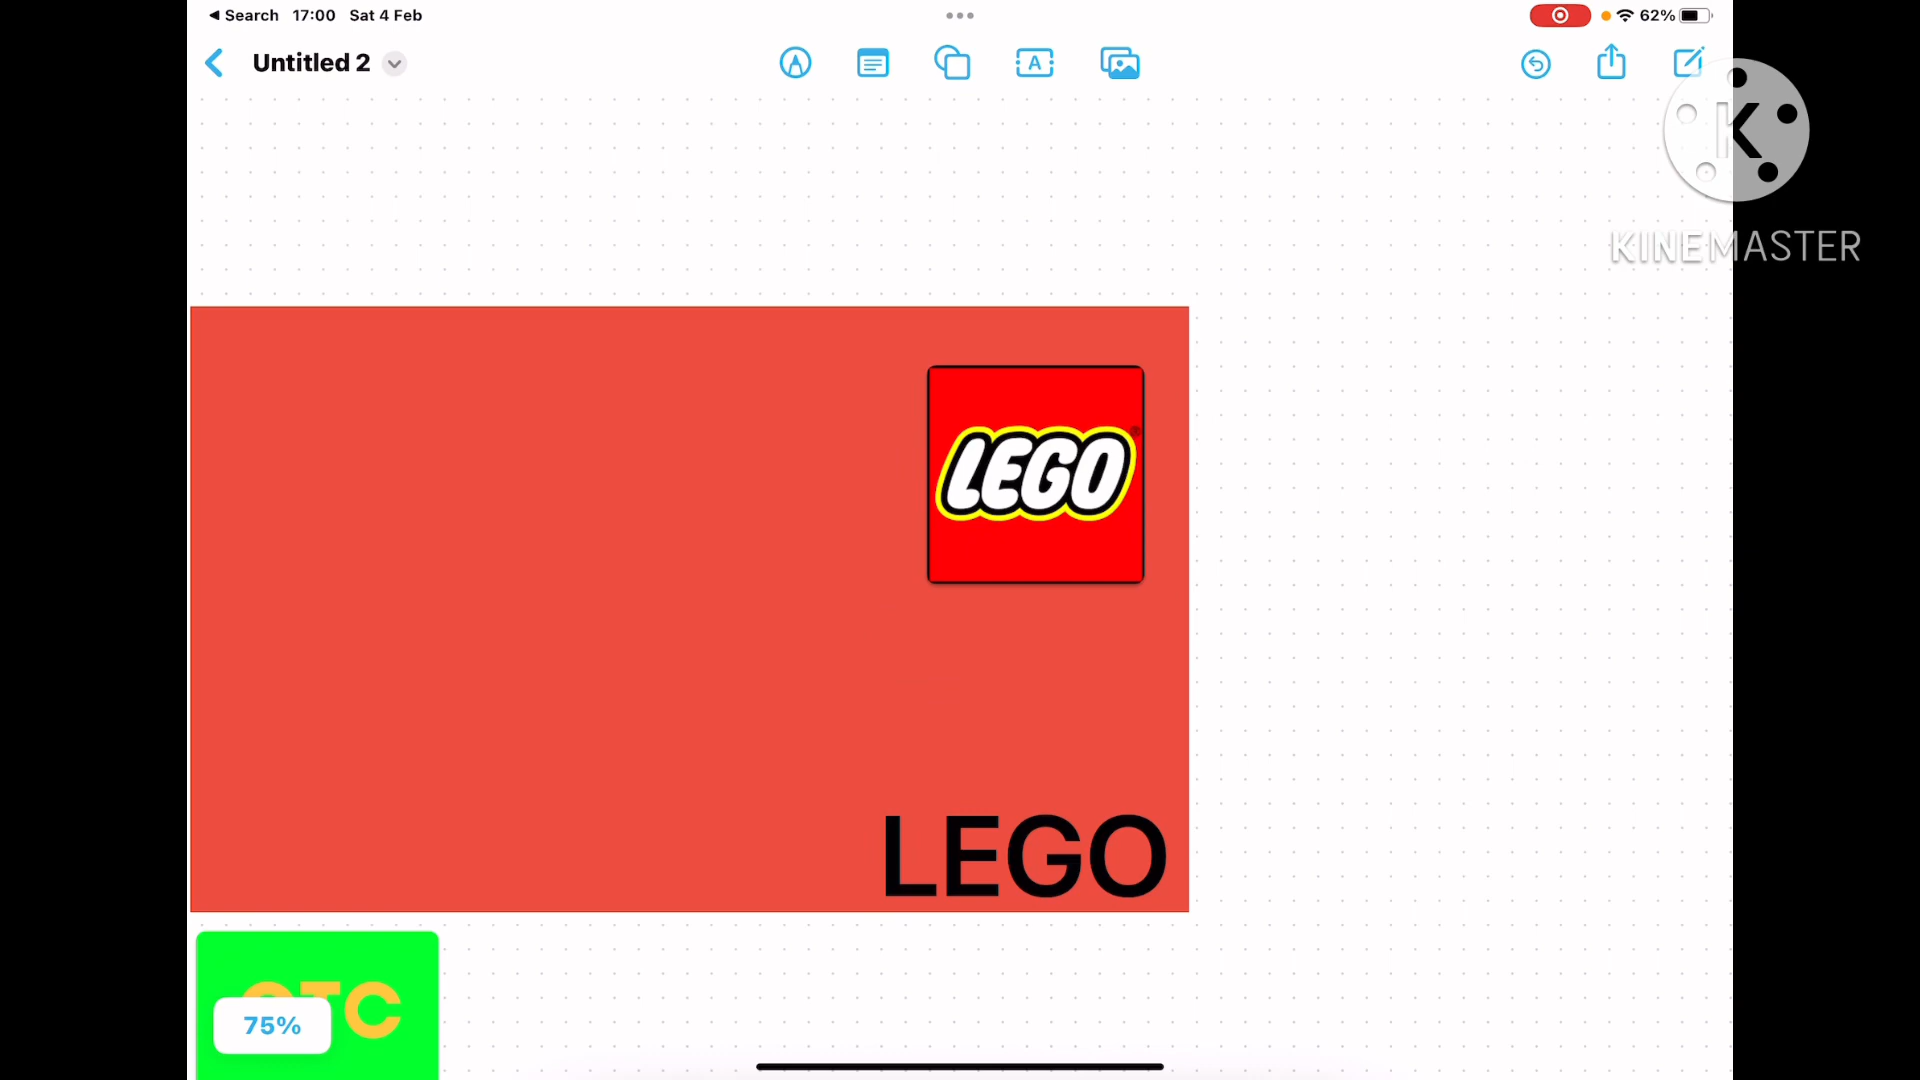 Search 17:00 Sat 4 Feb
62%
Untitled 2
A
K
KINEMASTER
LEGO®
LEGO
75%